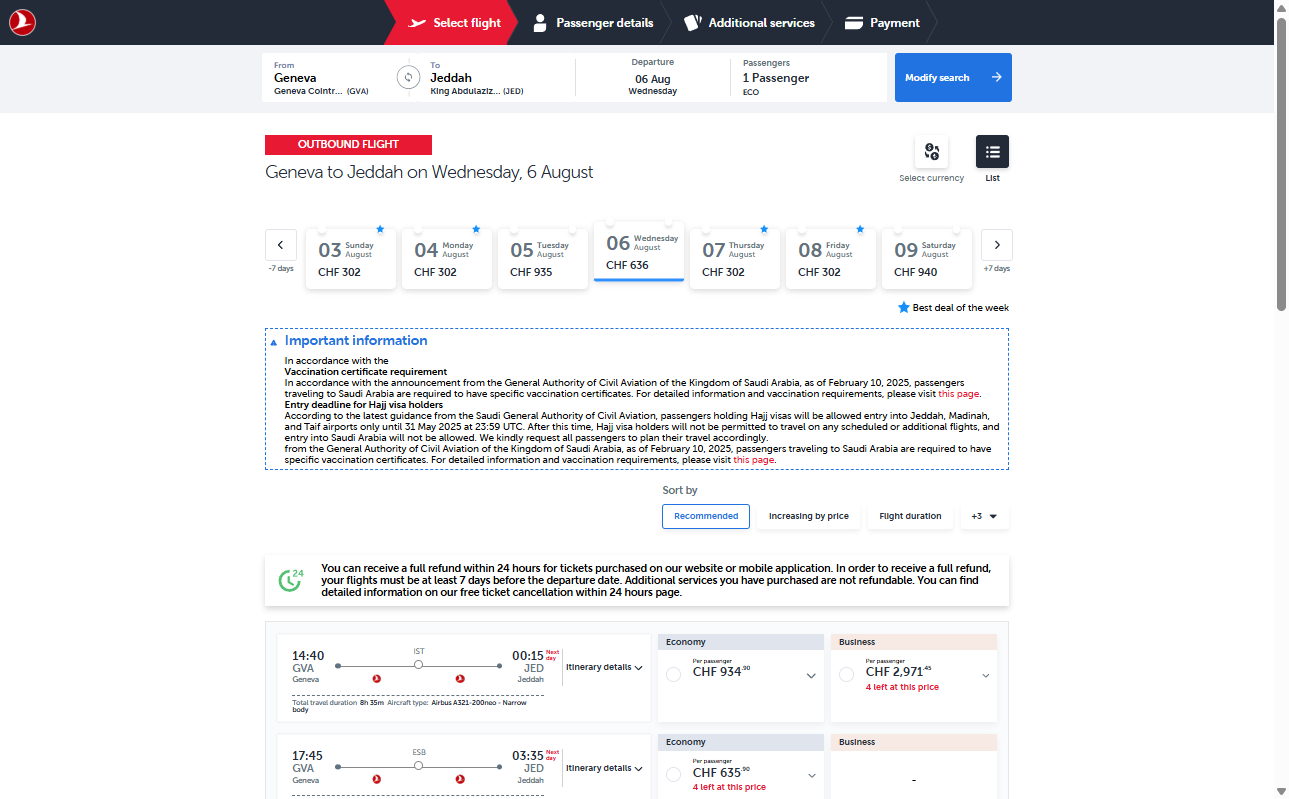 Select flight
Passenger details
Additional services
Payment
From
Geneva
Geneva Cointr... (GVA)
To
Jeddah
King Abdulaziz... (JED)
Departure
06 Aug
Wednesday
Passengers
1 Passenger
ECO
Modify search
OUTBOUND FLIGHT
Geneva to Jeddah on Wednesday, 6 August
Select currency
List
-7 days
03 Sunday August
CHF 302
04 Monday August
CHF 302
05 Tuesday August
CHF 935
06 Wednesday August
CHF 636
07 Thursday August
CHF 302
08 Friday August
CHF 302
09 Saturday August
CHF 940
+7 days
Best deal of the week
Important information
In accordance with the
Vaccination certificate requirement
In accordance with the announcement from the General Authority of Civil Aviation of the Kingdom of Saudi Arabia, as of February 10, 2025, passengers
traveling to Saudi Arabia are required to have specific vaccination certificates. For detailed information and vaccination requirements, please visit this page.
Entry deadline for Hajj visa holders
According to the latest guidance from the Saudi General Authority of Civil Aviation, passengers holding Hajj visas will be allowed entry into Jeddah, Madinah,
and Taif airports only until 31 May 2025 at 23:59 UTC. After this time, Hajj visa holders will not be permitted to travel on any scheduled or additional flights, and
entry into Saudi Arabia will not be allowed. We kindly request all passengers to plan their travel accordingly.
from the General Authority of Civil Aviation of the Kingdom of Saudi Arabia, as of February 10, 2025, passengers traveling to Saudi Arabia are required to have
specific vaccination certificates. For detailed information and vaccination requirements, please visit this page.
Sort by
Recommended
Increasing by price
Flight duration
+3
24
You can receive a full refund within 24 hours for tickets purchased on our website or mobile application. In order to receive a full refund,
your flights must be at least 7 days before the departure date. Additional services you have purchased are not refundable. You can find
detailed information on our free ticket cancellation within 24 hours page.
14:40
GVA
Geneva
IST
00:15 Next day
JED
Jeddah
Itinerary details
Total travel duration 8h 35m Aircraft type: Airbus A321-200neo - Narrow
body
Economy
Per passenger
CHF 934.90
Business
Per passenger
CHF 2,971.45
4 left at this price
17:45
GVA
Geneva
ESB
03:35 Next day
JED
Jeddah
Itinerary details
Economy
Per passenger
CHF 635.90
4 left at this price
Business
-